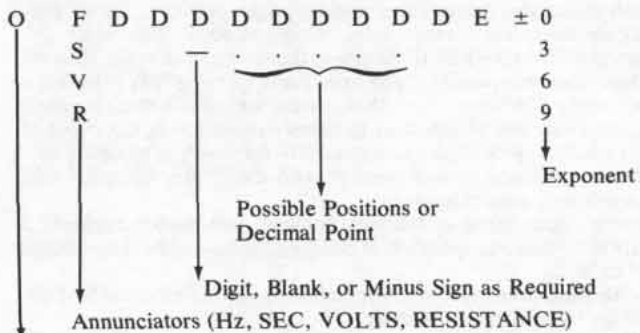 O F D D D D D D D D D E ± 0
S — . . . . . 3
V 6
R 9
Exponent
Possible Positions or
Decimal Point
Digit, Blank, or Minus Sign as Required
Annunciators (Hz, SEC, VOLTS, RESISTANCE)